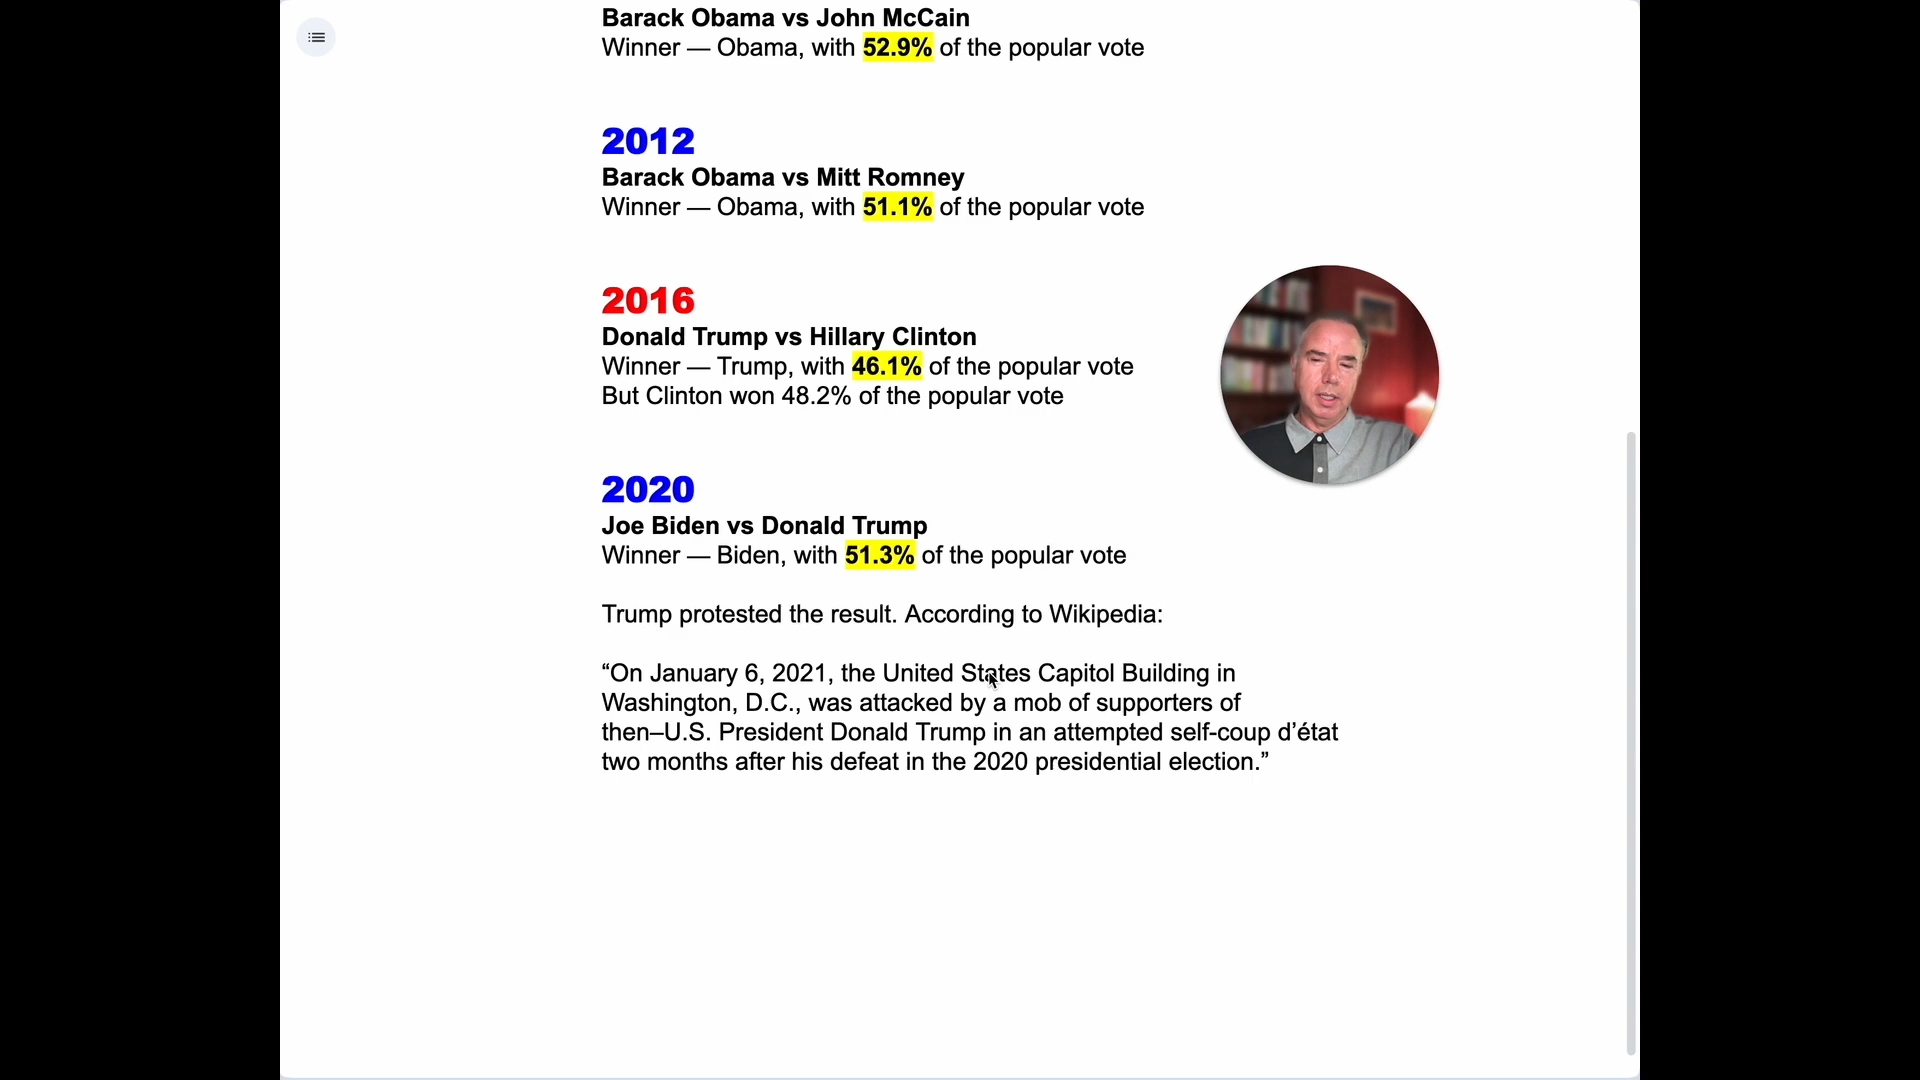 Barack Obama vs John McCain
Winner — Obama, with 52.9% of the popular vote
2012
Barack Obama vs Mitt Romney
Winner — Obama, with 51.1% of the popular vote
2016
Donald Trump vs Hillary Clinton
Winner — Trump, with 46.1% of the popular vote
But Clinton won 48.2% of the popular vote
2020
Joe Biden vs Donald Trump
Winner — Biden, with 51.3% of the popular vote
Trump protested the result. According to Wikipedia:
“On January 6, 2021, the United States Capitol Building in
Washington, D.C., was attacked by a mob of supporters of
then–U.S. President Donald Trump in an attempted self-coup d’état
two months after his defeat in the 2020 presidential election.”